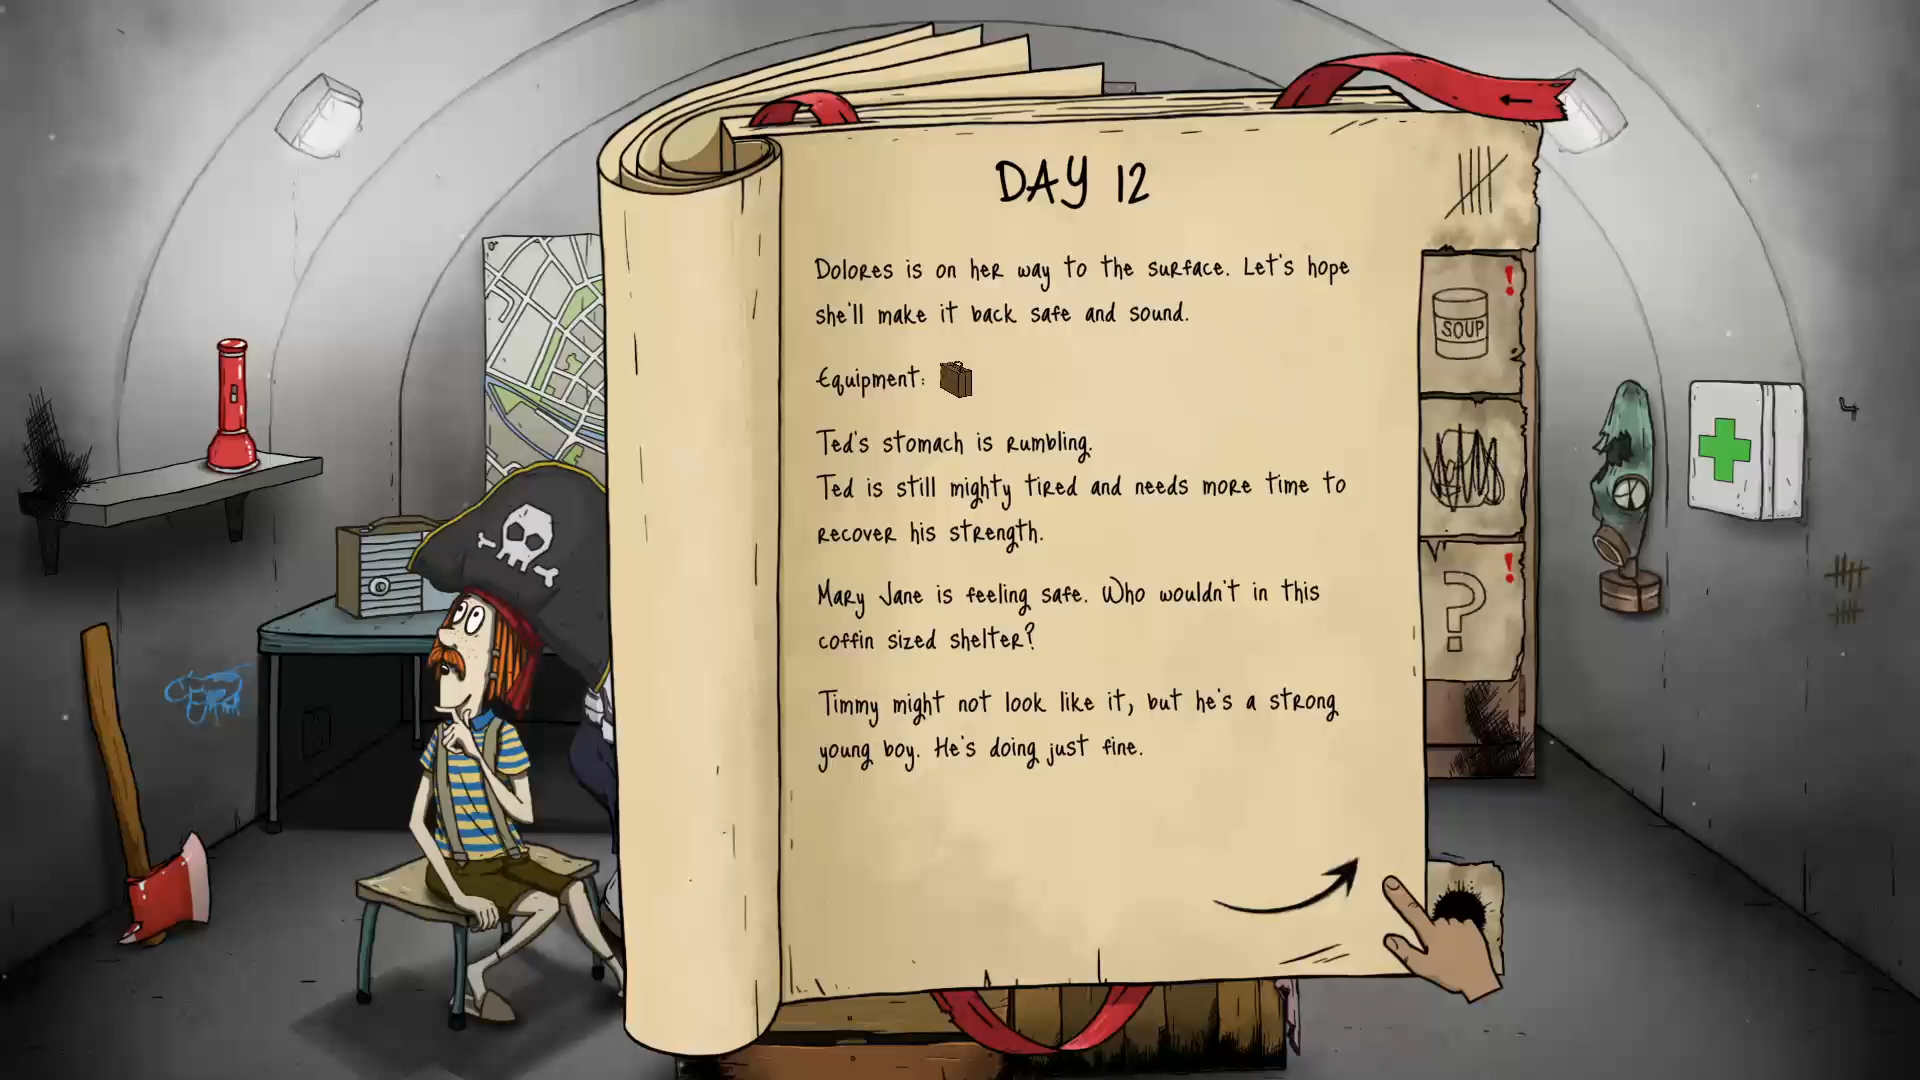 DAY 12
Dolores is on her way to the surface. Let's hope
she'll make it back safe and sound.
Equipment:
Ted's stomach is rumbling.
Ted is still mighty tired and needs more time to
recover his strength.
Mary Jane is feeling safe. Who wouldn't in this
coffin sized shelter?
Timmy might not look like it, but he's a strong
young boy. He's doing just fine.
!
SOUP
!
?